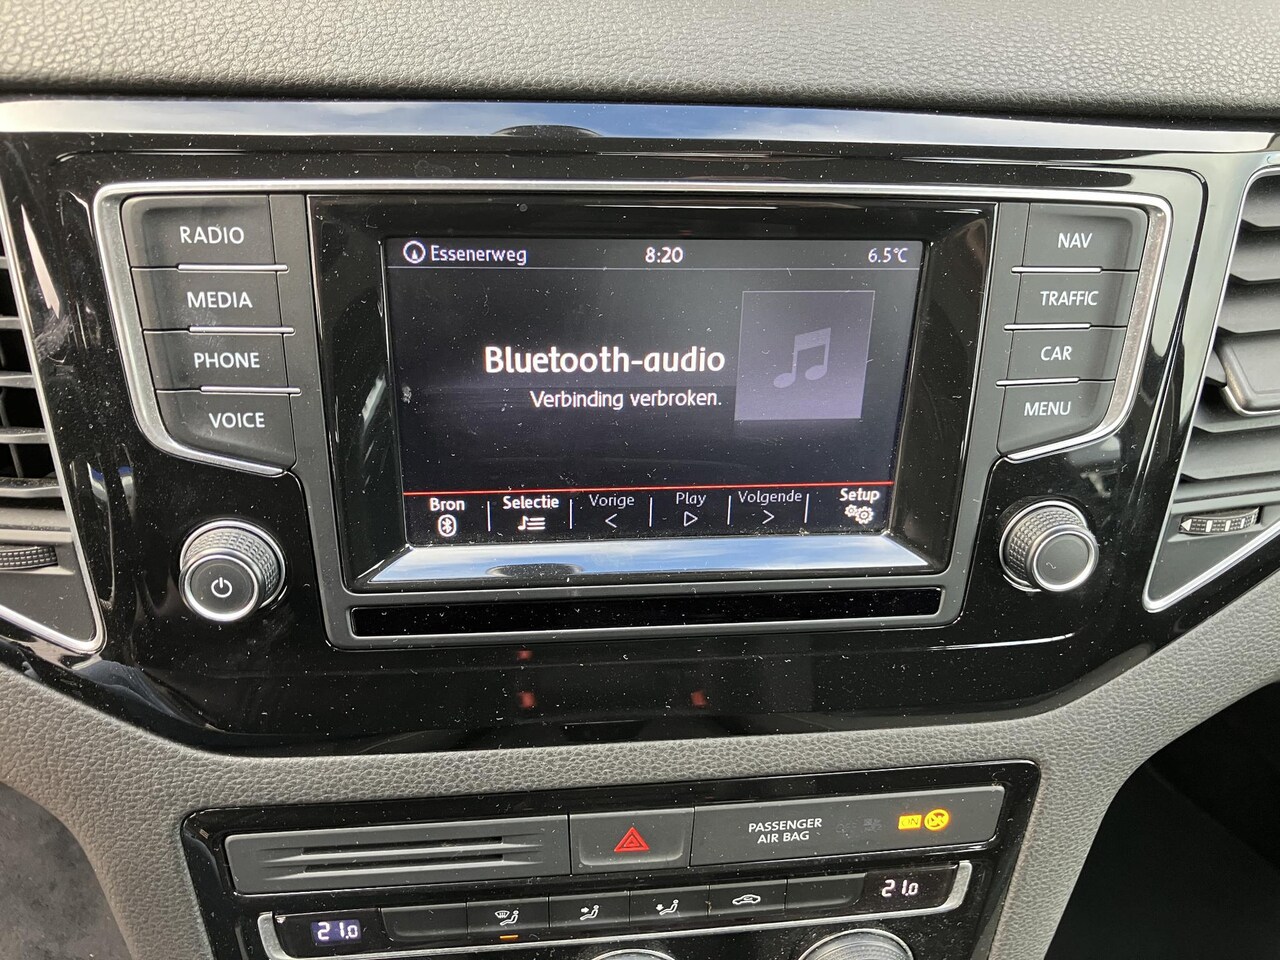 RADIO
MEDIA
PHONE
VOICE
Essenerweg 8:20 6.5°C
Bluetooth-audio
Verbinding verbroken.
Bron Selectie Vorige Play Volgende Setup
NAV
TRAFFIC
CAR
MENU
PASSENGER
AIR BAG
ON
21.0
21.0